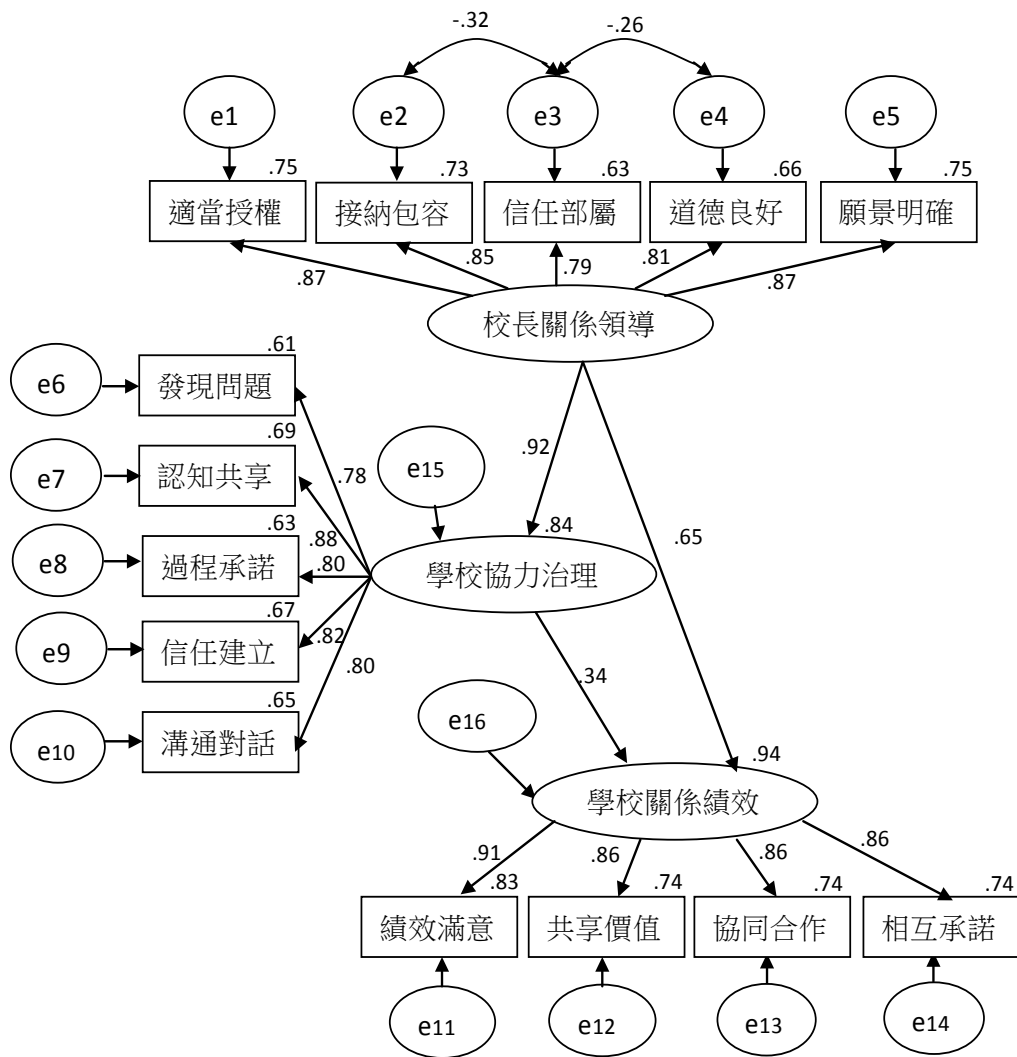 -.32
-.26
e1
e2
e3
e4
e5
.75
.73
.63
.66
.75
適當授權
接納包容
信任部屬
道德良好
願景明確
.87
.85
.79
.81
.87
校長關係領導
.61
e6
發現問題
.69
e7
認知共享
.63
e8
過程承諾
.67
e9
信任建立
.65
e10
溝通對話
.78
.88
.80
.82
.80
e15
.92
.84
學校協力治理
.65
.34
e16
.94
學校關係績效
.91
.86
.86
.86
.83
.74
.74
.74
績效滿意
共享價值
協同合作
相互承諾
e11
e12
e13
e14